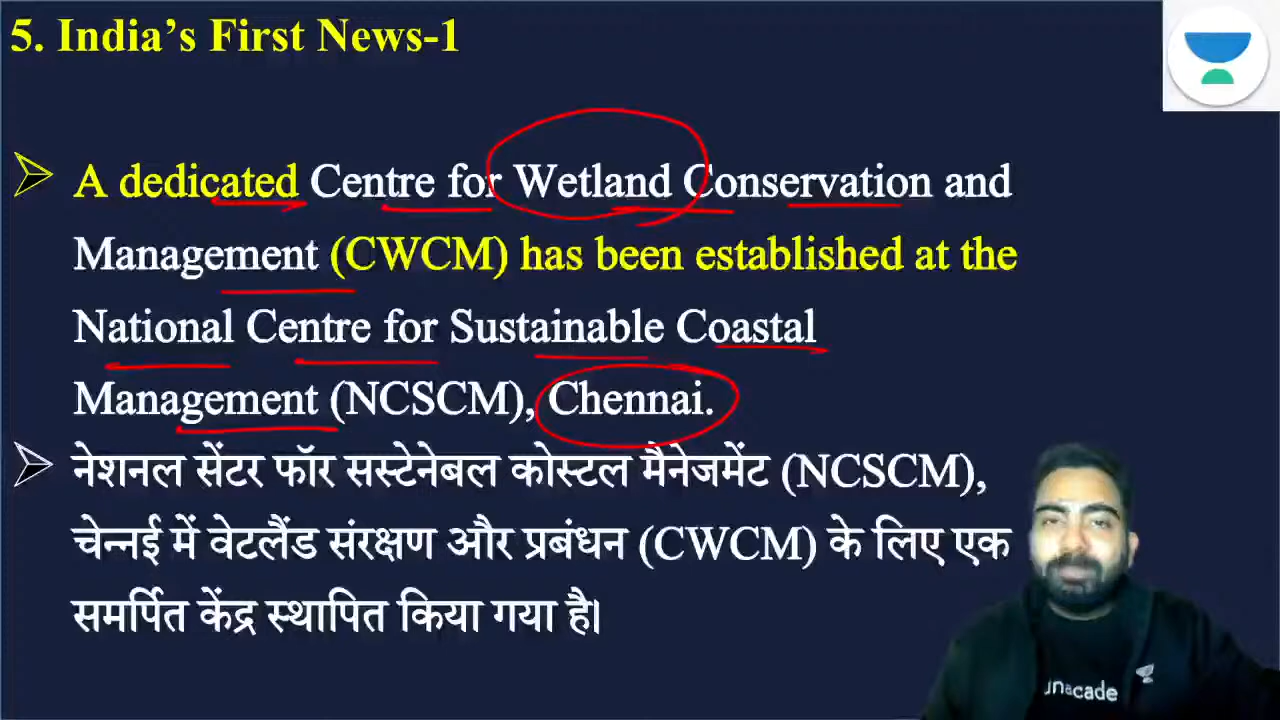 5. India's First News-1
A dedicated Centre for Wetland Conservation and
Management (CWCM) has been established at the
National Centre for Sustainable Coastal
Management (NCSCM), Chennai.
नेशनल सेंटर फॉर सस्टेनेबल कोस्टल मैनेजमेंट (NCSCM),
चेन्नई में वेटलैंड संरक्षण और प्रबंधन (CWCM) के लिए एक
समर्पित केंद्र स्थापित किया गया है।
unacade